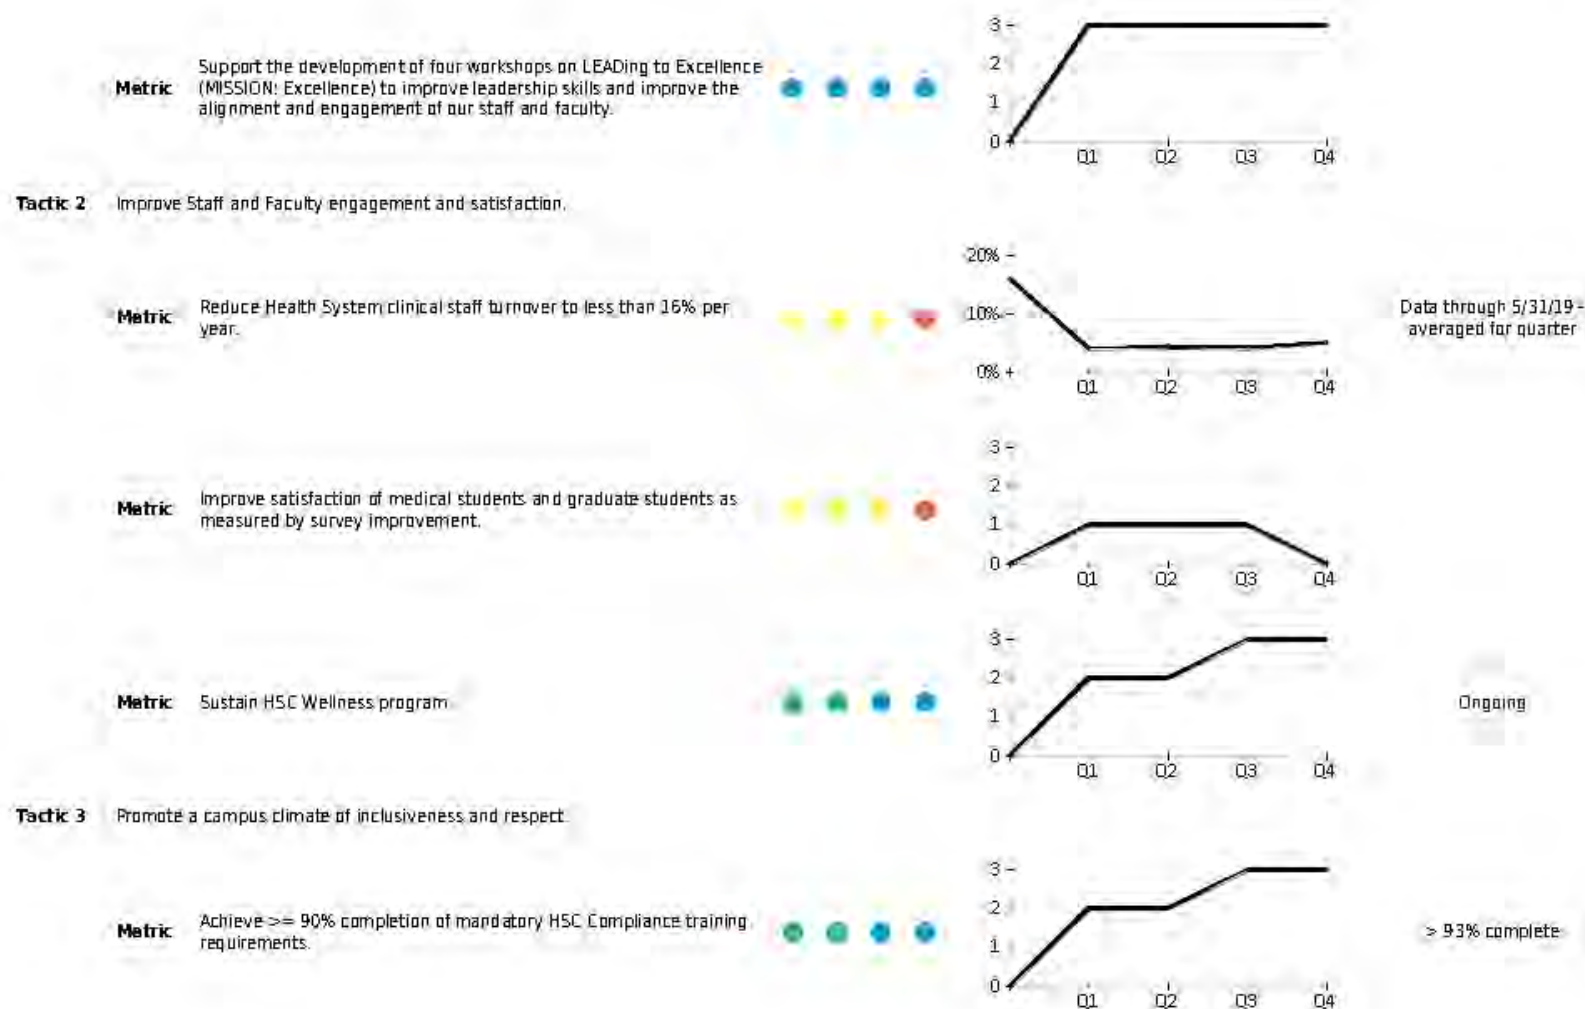 Metric
Support the development of four workshops on LEADing to Excellence
(MISSION: Excellence) to improve leadership skills and improve the
alignment and engagement of our staff and faculty.
3
2
1
0
Q1 Q2 Q3 Q4
Tactic 2 Improve Staff and Faculty engagement and satisfaction.
Metric
Reduce Health System clinical staff turnover to less than 16% per
year.
20%
10%
0%
Q1 Q2 Q3 Q4
Data through 5/31/19 -
averaged for quarter
Metric
Improve satisfaction of medical students and graduate students as
measured by survey improvement.
3
2
1
0
Q1 Q2 Q3 Q4
Metric Sustain HSC Wellness program
3
2
1
0
Q1 Q2 Q3 Q4
Ongoing
Tactic 3 Promote a campus climate of inclusiveness and respect
Metric
Achieve >= 90% completion of mandatory HSC Compliance training
requirements.
3
2
1
0
Q1 Q2 Q3 Q4
> 93% complete